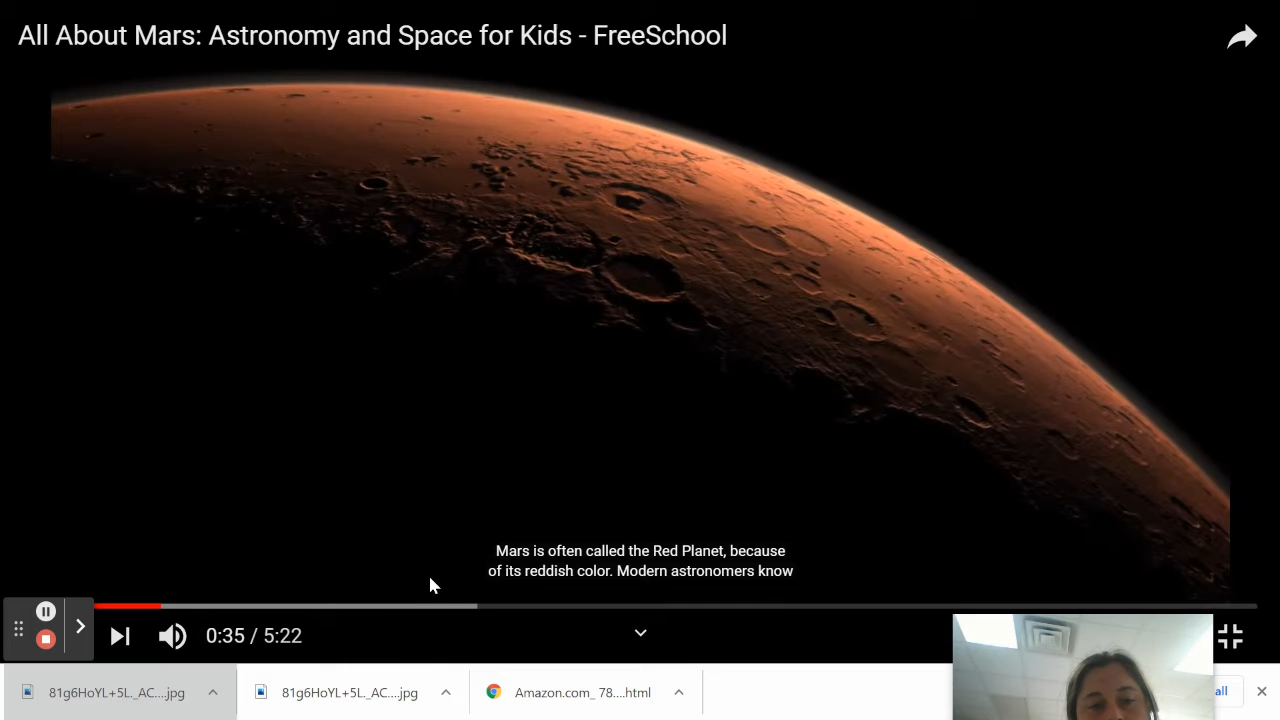 All About Mars: Astronomy and Space for Kids - FreeSchool
Mars is often called the Red Planet, because
of its reddish color. Modern astronomers know
0:35 / 5:22
81g6HoYL+5L._AC....jpg
81g6HoYL+5L._AC....jpg
Amazon.com_ 78....html
all